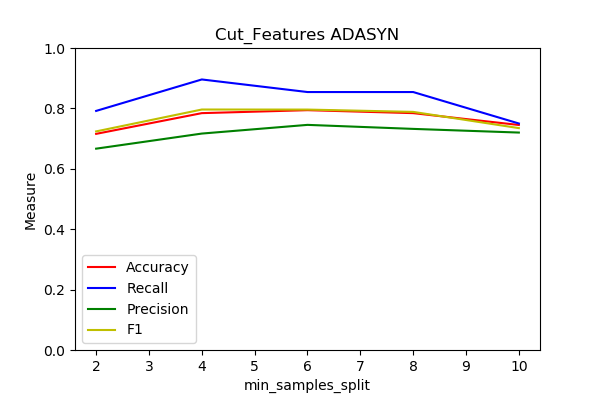 Cut_Features ADASYN
1.0
0.8
0.6
0.4
0.2
0.0
Measure
Accuracy
Recall
Precision
F1
2 3 4 5 6 7 8 9 10
min_samples_split